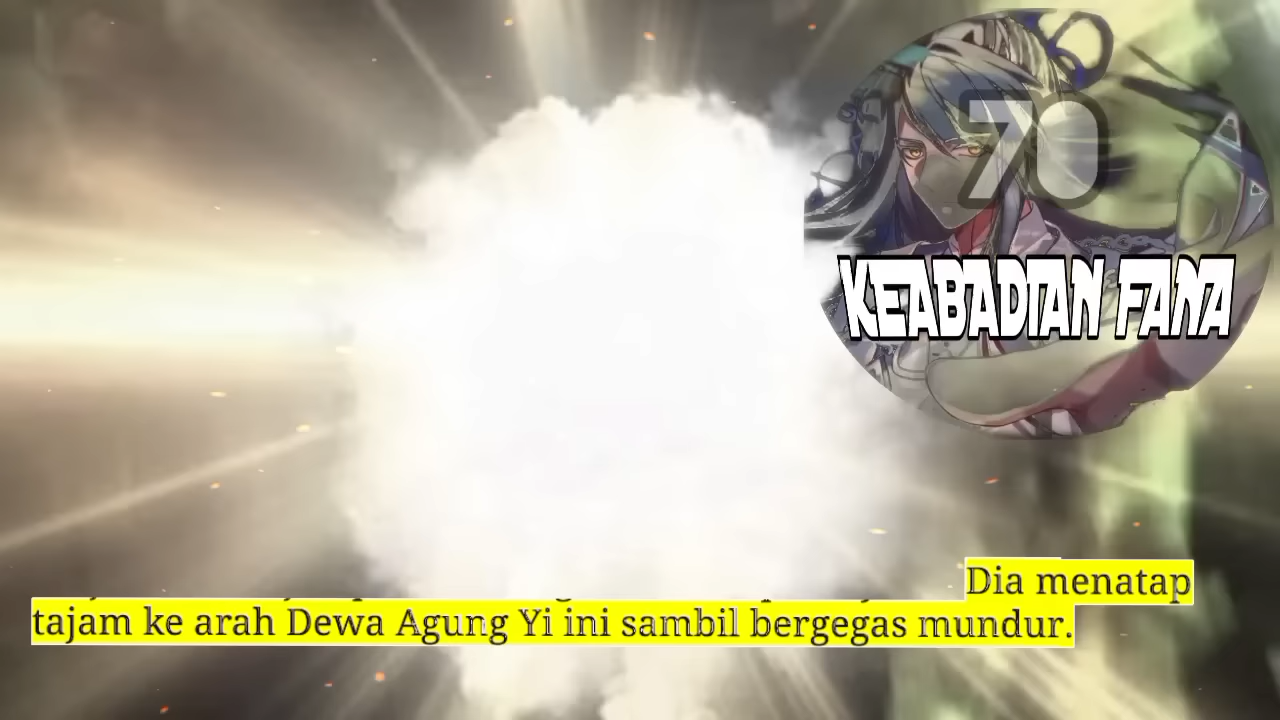 70
KEABADIAN FANA
Dia menatap
tajam ke arah Dewa Agung Yi ini sambil bergegas mundur.